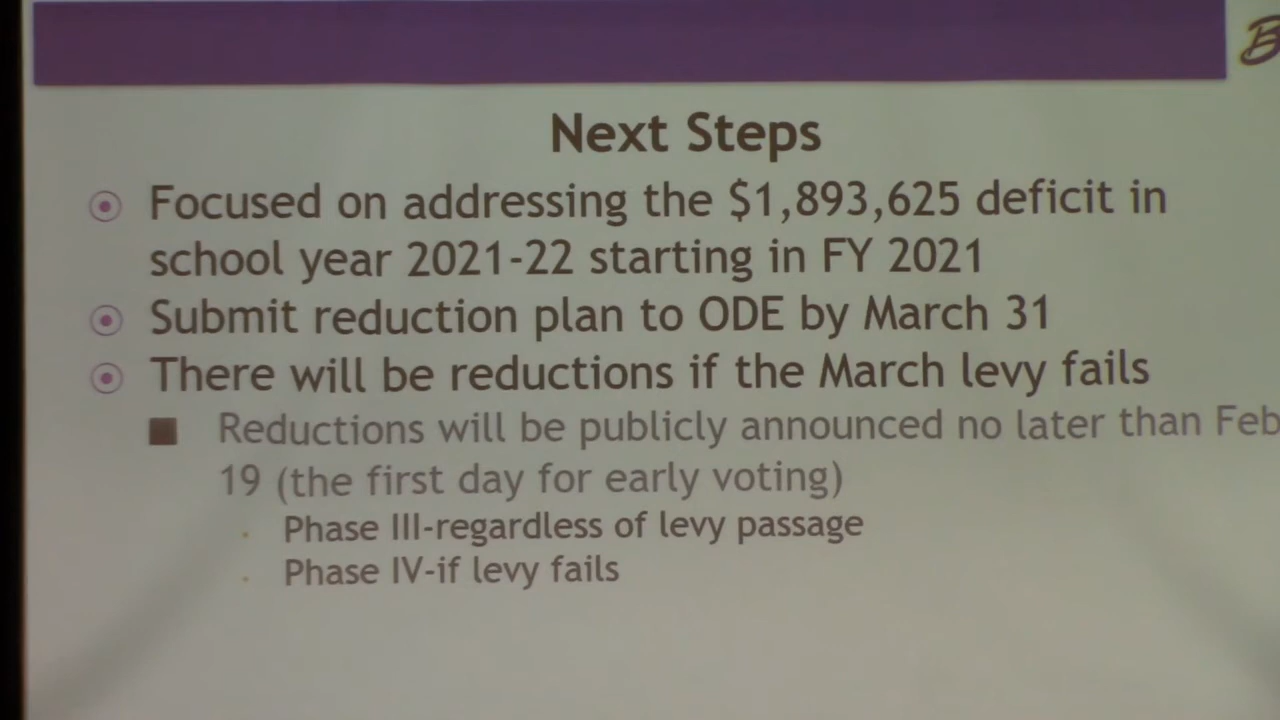 B
Next Steps
Focused on addressing the $1,893,625 deficit in
school year 2021-22 starting in FY 2021
Submit reduction plan to ODE by March 31
There will be reductions if the March levy fails
Reductions will be publicly announced no later than Feb
19 (the first day for early voting)
Phase III-regardless of levy passage
Phase IV-if levy fails